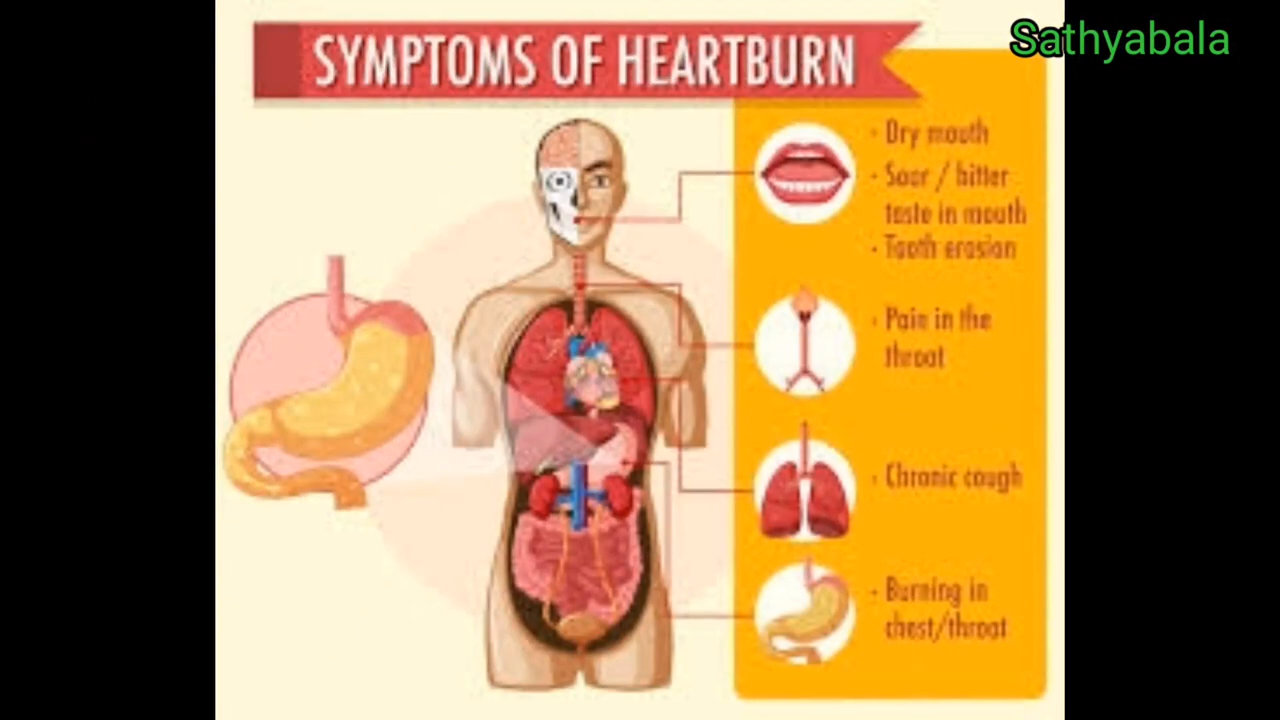 Sathyabala
SYMPTOMS OF HEARTBURN
· Dry mouth
· Sour / bitter
taste in mouth
· Tooth erosion
· Pain in the
throat
· Chronic cough
· Burning in
chest/throat